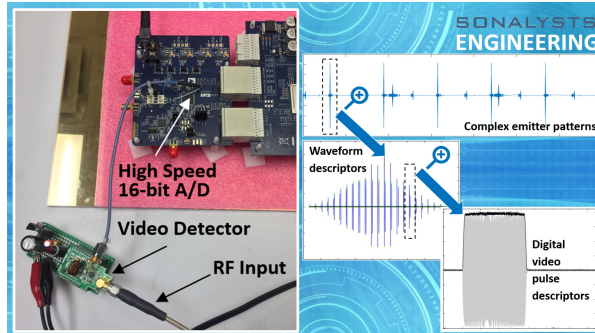 SONALYSTS
ENGINEERING
High Speed
16-bit A/D
Video Detector
RF Input
Complex emitter patterns
Waveform
descriptors
Digital
video
pulse
descriptors